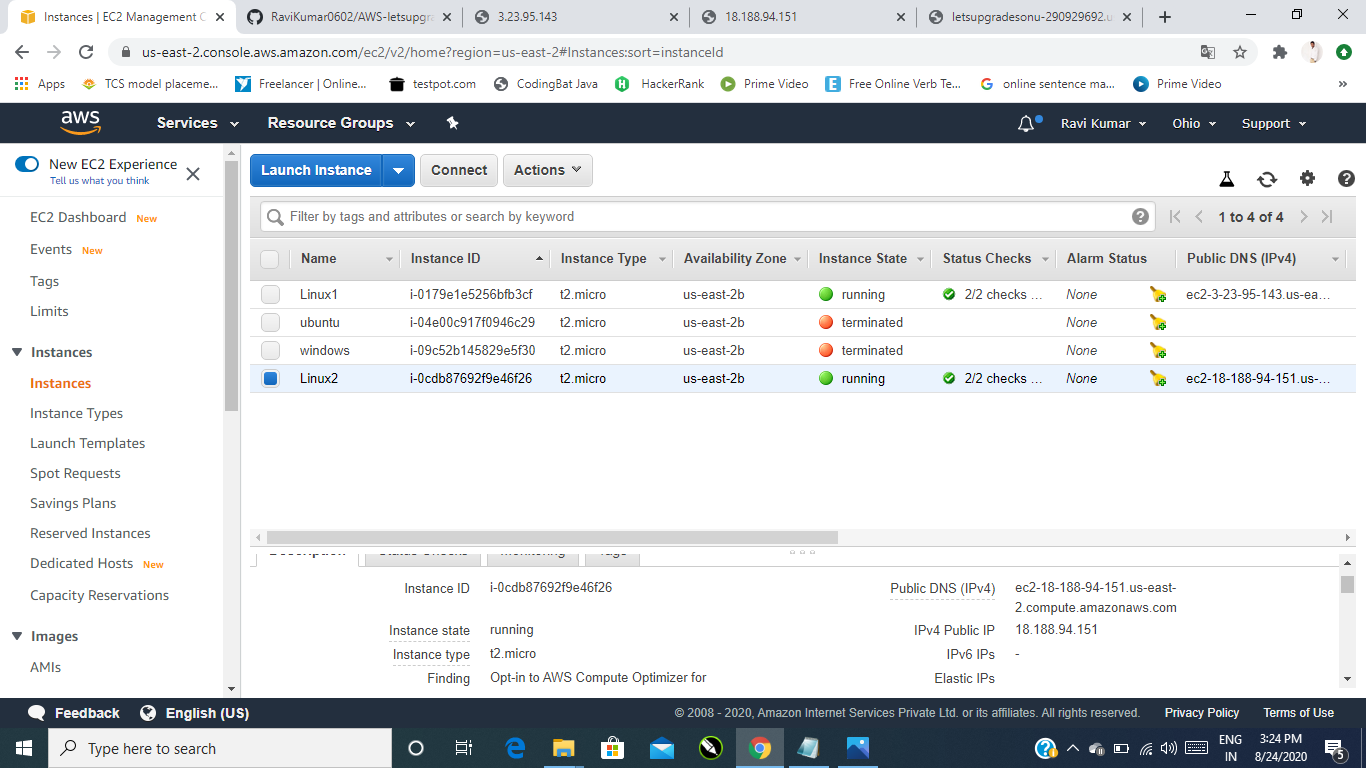 Instances | EC2 Management C
RaviKumar0602/AWS-letsupgra
3.23.95.143
18.188.94.151
letsupgradesonu-290929692.u
us-east-2.console.aws.amazon.com/ec2/v2/home?region=us-east-2#Instances:sort=instanceId
Apps
TCS model placeme...
Freelancer | Online...
testpot.com
CodingBat Java
HackerRank
Prime Video
Free Online Verb Te...
online sentence ma...
Prime Video
»
aws
Services
Resource Groups
Ravi Kumar
Ohio
Support
New EC2 Experience
Tell us what you think
EC2 Dashboard New
Events New
Tags
Limits
Instances
Instances
Instance Types
Launch Templates
Spot Requests
Savings Plans
Reserved Instances
Dedicated Hosts New
Capacity Reservations
Images
AMIs
Launch Instance
Connect
Actions
Filter by tags and attributes or search by keyword
1 to 4 of 4
Name Instance ID Instance Type Availability Zone Instance State Status Checks Alarm Status Public DNS (IPv4)
Linux1 i-0179e1e5256bfb3cf t2.micro us-east-2b running 2/2 checks ... None ec2-3-23-95-143.us-ea...
ubuntu i-04e00c917f0946c29 t2.micro us-east-2b terminated None
windows i-09c52b145829e5f30 t2.micro us-east-2b terminated None
Linux2 i-0cdb87692f9e46f26 t2.micro us-east-2b running 2/2 checks ... None ec2-18-188-94-151.us-...
Description Status Checks Monitoring Tags
Instance ID i-0cdb87692f9e46f26
Instance state running
Instance type t2.micro
Finding Opt-in to AWS Compute Optimizer for
Public DNS (IPv4) ec2-18-188-94-151.us-east-
2.compute.amazonaws.com
IPv4 Public IP 18.188.94.151
IPv6 IPs -
Elastic IPs
Feedback
English (US)
© 2008 - 2020, Amazon Internet Services Private Ltd. or its affiliates. All rights reserved.
Privacy Policy
Terms of Use
Type here to search
ENG
IN
3:24 PM
8/24/2020
5